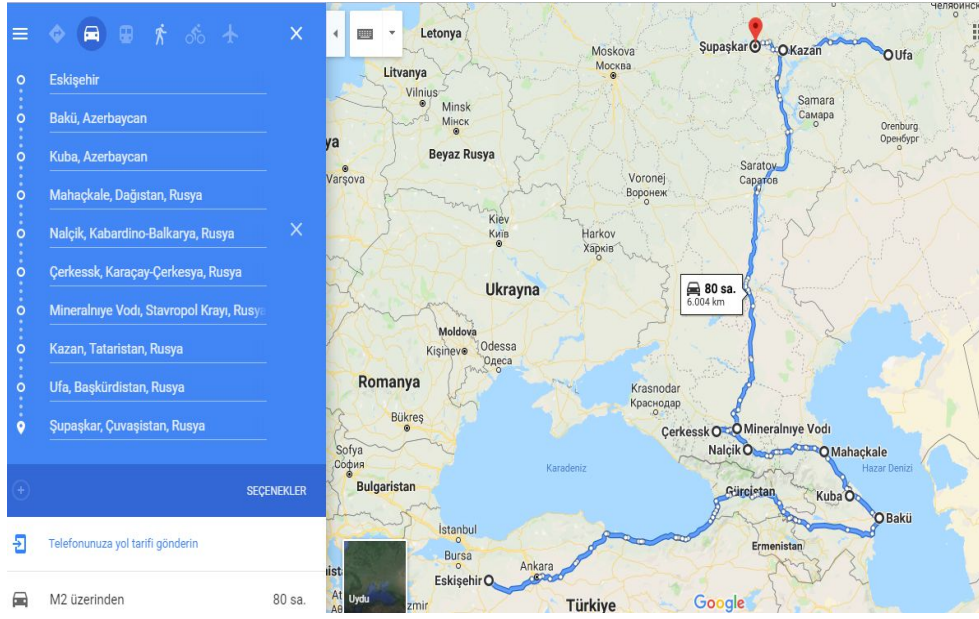 Eskişehir
Bakü, Azerbaycan
Kuba, Azerbaycan
Mahaçkale, Dağıstan, Rusya
Nalçik, Kabardino-Balkarya, Rusya
Çerkessk, Karaçay-Çerkesya, Rusya
Mineralnıye Vodı, Stavropol Krayı, Rusya
Kazan, Tataristan, Rusya
Ufa, Başkürdistan, Rusya
Şupaşkar, Çuvaşistan, Rusya
SEÇENEKLER
Telefonunuza yol tarifi gönderin
M2 üzerinden 80 sa.
Letonya
Litvanya
Vilnius
Minsk
Минск
Beyaz Rusya
ya
Varşova
Moskova
Москва
Şupaşkar
Kazan
Ufa
Челябинск
Samara
Самара
Orenburg
Оренбург
Saratov
Саратов
Voronej
Воронеж
Kiev
Київ
Harkov
Харків
Ukrayna
80 sa.
6.004 km
Moldova
Kişinev
Odessa
Одеса
Romanya
Bükreş
Krasnodar
Краснодар
Çerkessk
Mineralnıye Vodı
Nalçik
Mahaçkale
Hazar Denizi
Sofya
София
Bulgaristan
Karadeniz
Gürcistan
Kuba
Bakü
Ermenistan
İstanbul
Bursa
Ankara
Eskişehir
zmir
Türkiye
Uydu
Google